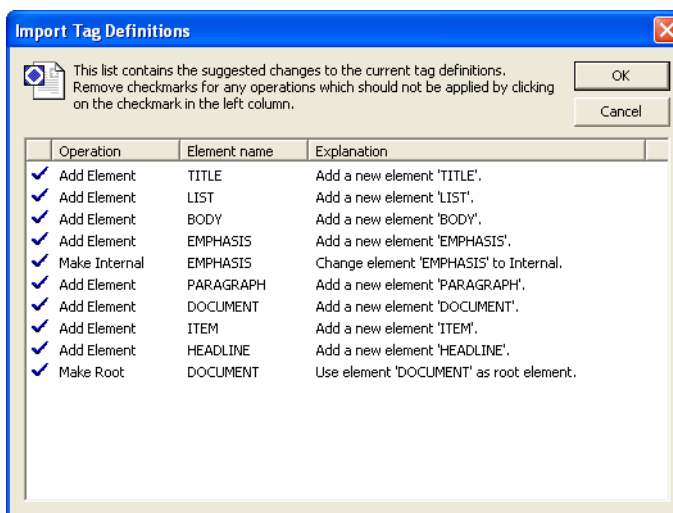 Import Tag Definitions
This list contains the suggested changes to the current tag definitions.
Remove checkmarks for any operations which should not be applied by clicking
on the checkmark in the left column.
OK
Cancel
Operation Element name Explanation
Add Element TITLE Add a new element 'TITLE'.
Add Element LIST Add a new element 'LIST'.
Add Element BODY Add a new element 'BODY'.
Add Element EMPHASIS Add a new element 'EMPHASIS'.
Make Internal EMPHASIS Change element 'EMPHASIS' to Internal.
Add Element PARAGRAPH Add a new element 'PARAGRAPH'.
Add Element DOCUMENT Add a new element 'DOCUMENT'.
Add Element ITEM Add a new element 'ITEM'.
Add Element HEADLINE Add a new element 'HEADLINE'.
Make Root DOCUMENT Use element 'DOCUMENT' as root element.